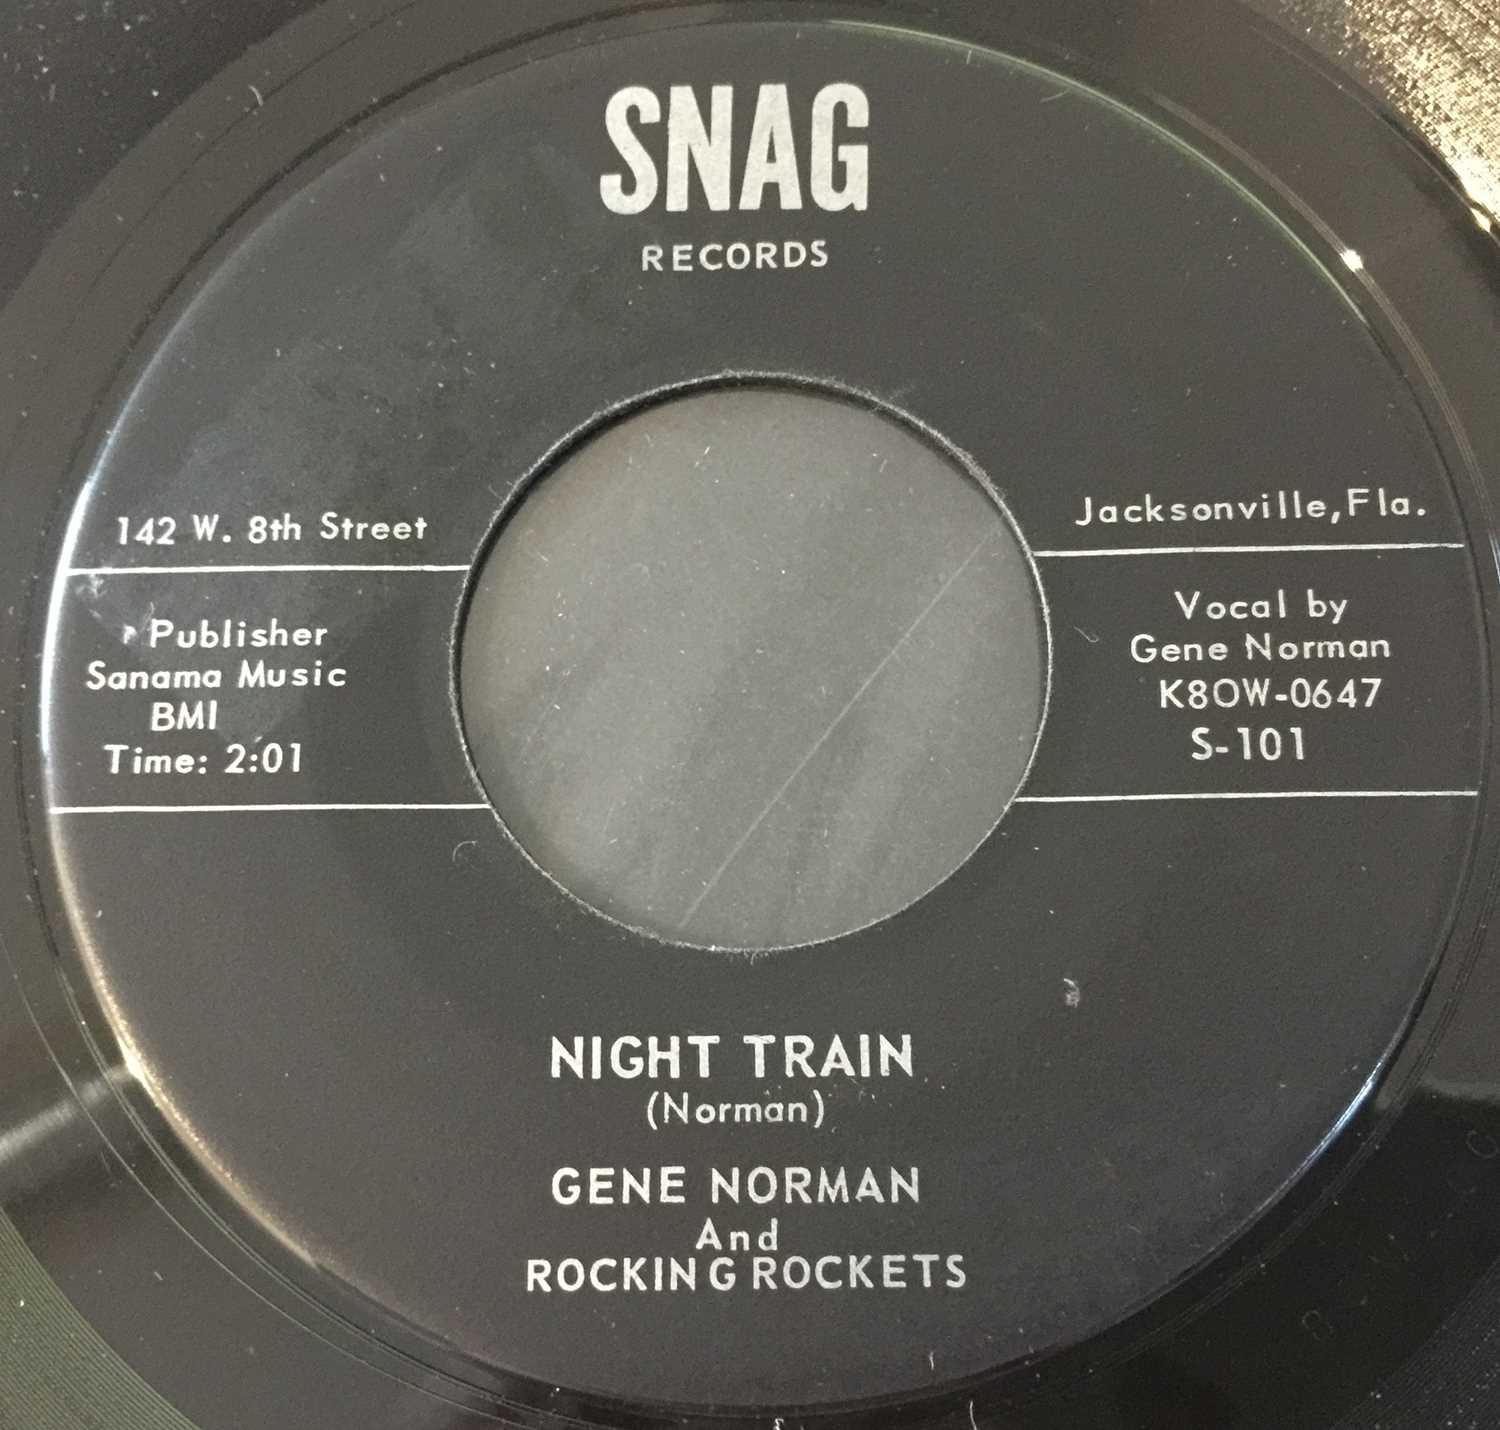 SNAG
RECORDS
142 W. 8th Street
Jacksonville, Fla.
Publisher
Sanama Music
BMI
Time: 2:01
Vocal by
Gene Norman
K8OW-0647
S-101
NIGHT TRAIN
(Norman)
GENE NORMAN
And
ROCKING ROCKETS